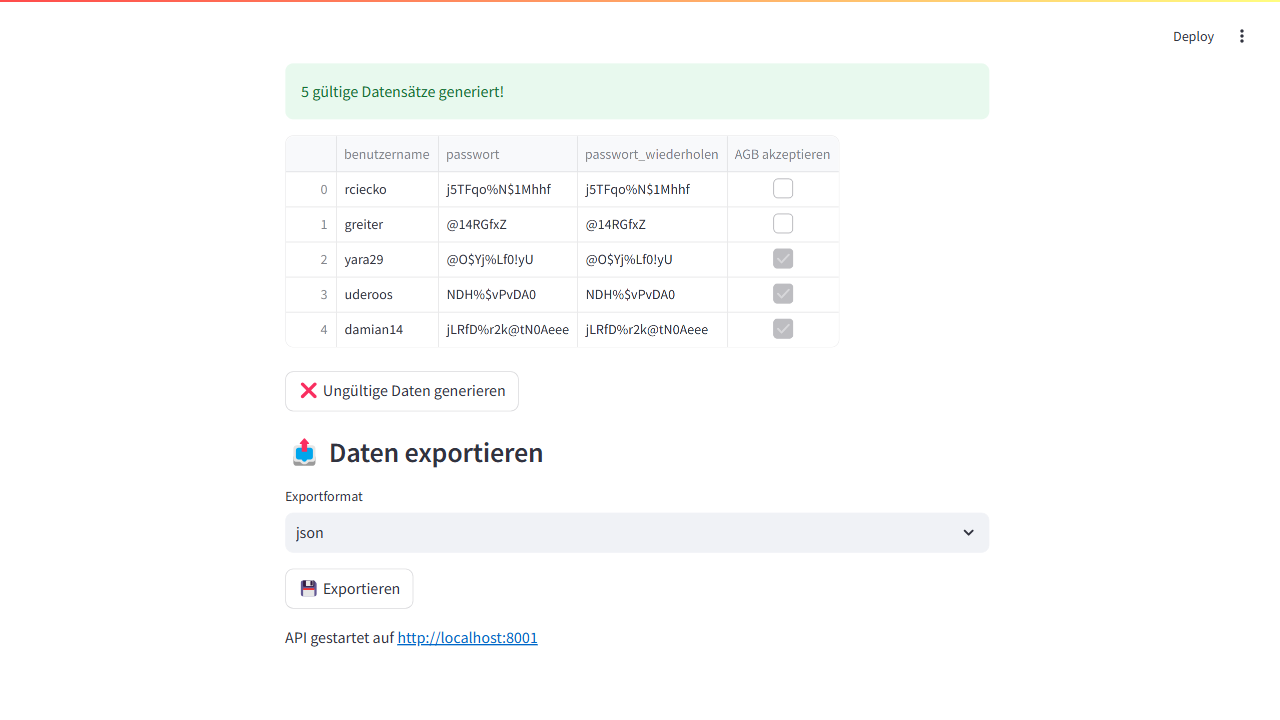 Deploy
5 gültige Datensätze generiert!
benutzername passwort passwort_wiederholen AGB akzeptieren
0 rciecko j5TFqo%N$1Mhhf j5TFqo%N$1Mhhf
1 greiter @14RGfxZ @14RGfxZ
2 yara29 @O$Yj%Lf0!yU @O$Yj%Lf0!yU
3 uderoos NDH%$vPvDA0 NDH%$vPvDA0
4 damian14 jLRfD%r2k@tN0Aeee jLRfD%r2k@tN0Aeee
Ungültige Daten generieren
Daten exportieren
Exportformat
json
Exportieren
API gestartet auf http://localhost:8001